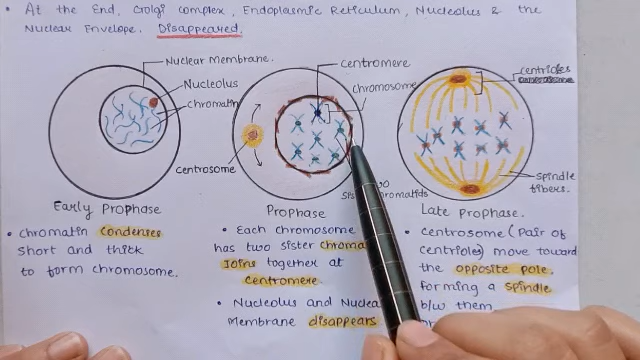 • At the End, Golgi complex, Endoplasmic Reticulum, Nucleolus & the
Nuclear Envelope. Disappeared.
Nuclear Membrane.
Nucleolus
Chromatin
Centrosome
Early Prophase
• Chromatin condenses
short and thick
to form chromosome.
centromere
chromosome
Prophase
• Each chromosome
has two sister
Joins together at
centromere.
• Nucleolus and
Membrane disappears
centrioles
spindle
fibers.
Late Prophase.
• centrosome (pair of
centrioles) move toward
the opposite pole,
forming a spindle
b/w them